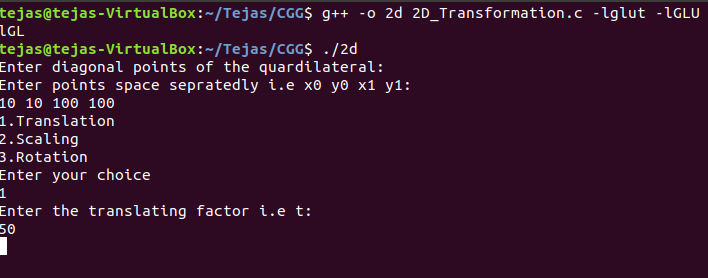 tejas@tejas-VirtualBox:~/Tejas/CGG$ g++ -o 2d 2D_Transformation.c -lglut -lGLU
lGL
tejas@tejas-VirtualBox:~/Tejas/CGG$ ./2d
Enter diagonal points of the quardilateral:
Enter points space sepratedly i.e x0 y0 x1 y1:
10 10 100 100
1.Translation
2.Scaling
3.Rotation
Enter your choice
1
Enter the translating factor i.e t:
50